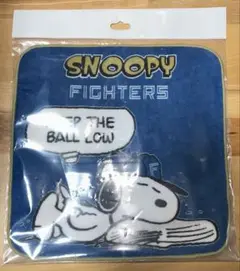 SNOOPY
FIGHTERS
THE
BALL LOW